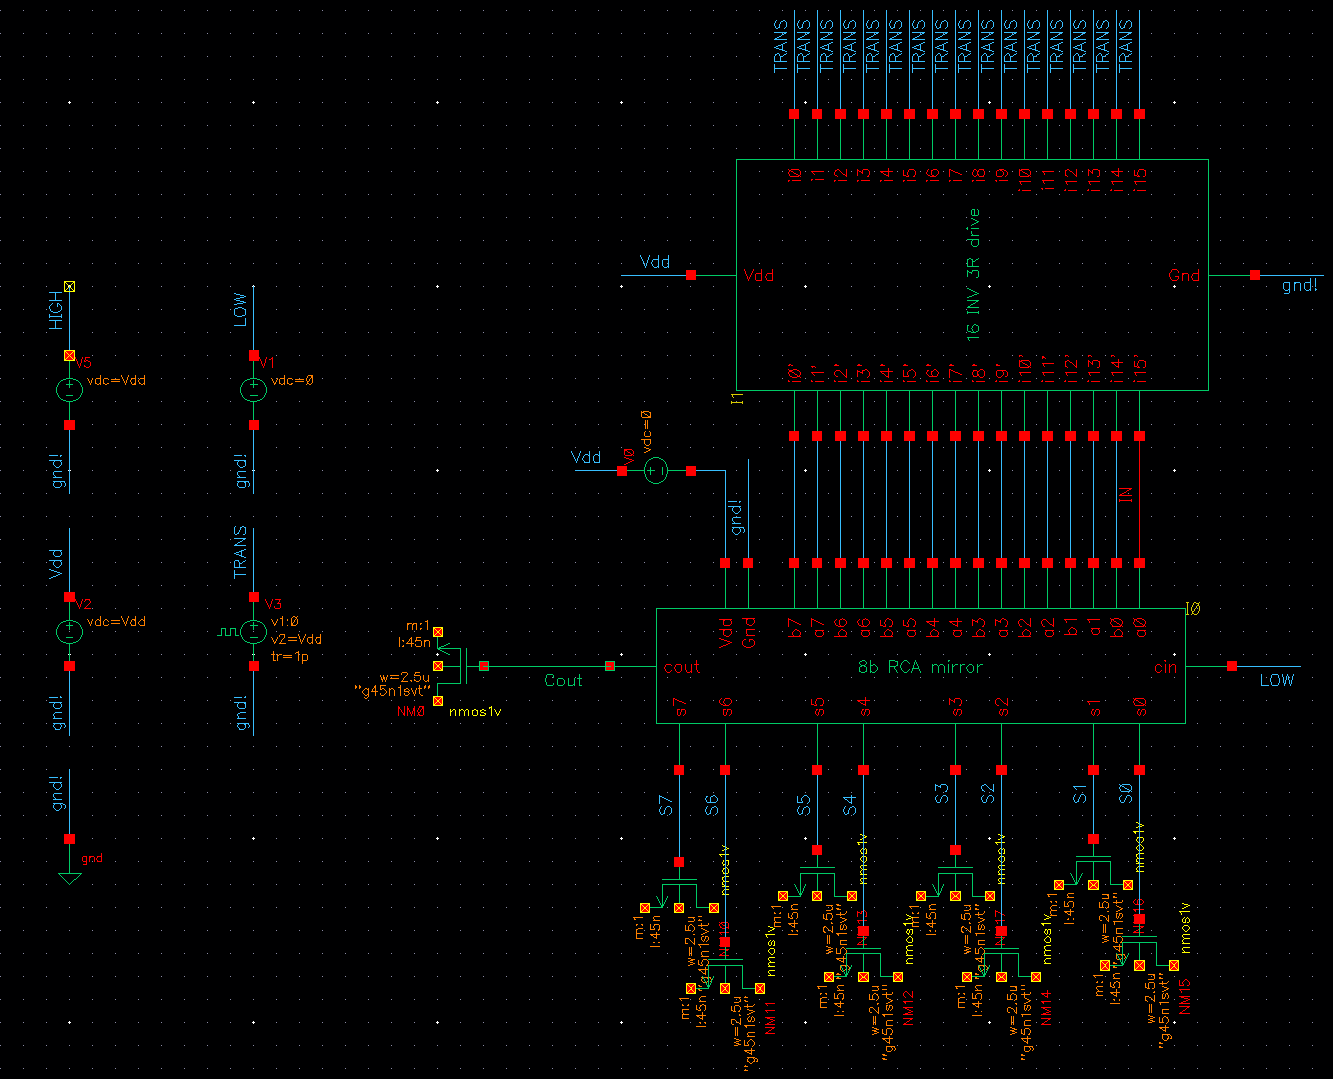 TRANS TRANS TRANS TRANS TRANS TRANS TRANS TRANS TRANS TRANS TRANS TRANS TRANS TRANS TRANS TRANS
i0 i1 i2 i3 i4 i5 i6 i7 i8 i9 i10 i11 i12 i13 i14 i15
Vdd
Vdd
16 INV 3R drive
Gnd
gnd!
i0' i1' i2' i3' i4' i5' i6' i7' i8' i9' i10' i11' i12' i13' i14' i15'
I1
HIGH
V5
vdc=Vdd
gnd!
LOW
V1
vdc=0
gnd!
Vdd
V0
vdc=0
gnd!
IN
Vdd
V2
vdc=Vdd
gnd!
TRANS
V3
v1:0
v2=Vdd
tr=1p
gnd!
gnd!
gnd
m:1
l:45n
w=2.5u
"g45n1svt"
NM0
nmos1v
Cout
I0
Vdd Gnd b7 a7 b6 a6 b5 a5 b4 a4 b3 a3 b2 a2 b1 a1 b0 a0
cout
8b RCA mirror
cin
LOW
s7 s6 s5 s4 s3 s2 s1 s0
S7 S6 S5 S4 S3 S2 S1 S0
nmos1v nmos1v nmos1v nmos1v
m:1 l:45n w=2.5u "g45n1svt"
m:1 l:45n w=2.5u "g45n1svt"
m:1 l:45n w=2.5u "g45n1svt"
m:1 l:45n w=2.5u "g45n1svt"
nmos1v nmos1v nmos1v nmos1v
m:1 l:45n w=2.5u "g45n1svt" NM11
m:1 l:45n w=2.5u "g45n1svt" NM12
m:1 l:45n w=2.5u "g45n1svt" NM14
m:1 l:45n w=2.5u "g45n1svt" NM15